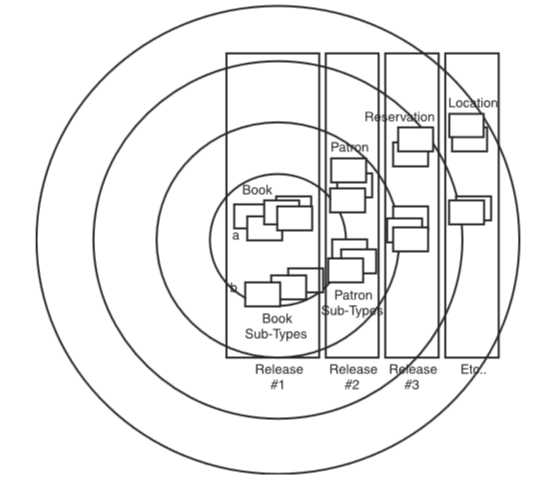 Location
Reservation
Patron
Book
a
b
Book
Sub-Types
Patron
Sub-Types
Release
#1
Release
#2
Release
#3
Etc..